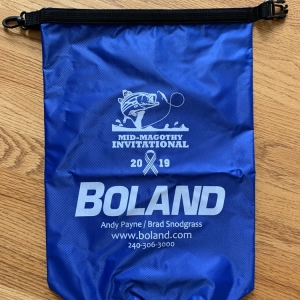 MID-MAGOTHY
INVITATIONAL
20 19
BOLAND
Andy Payne / Brad Snodgrass
www.boland.com
240-306-3000